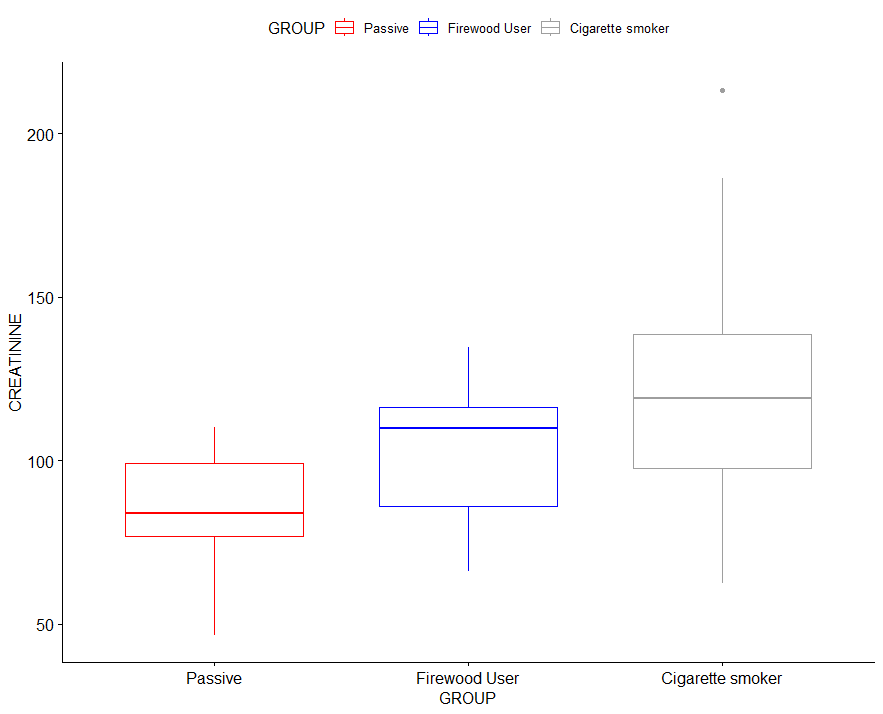 GROUP Passive Firewood User Cigarette smoker
200
150
100
50
CREATININE
Passive Firewood User Cigarette smoker
GROUP